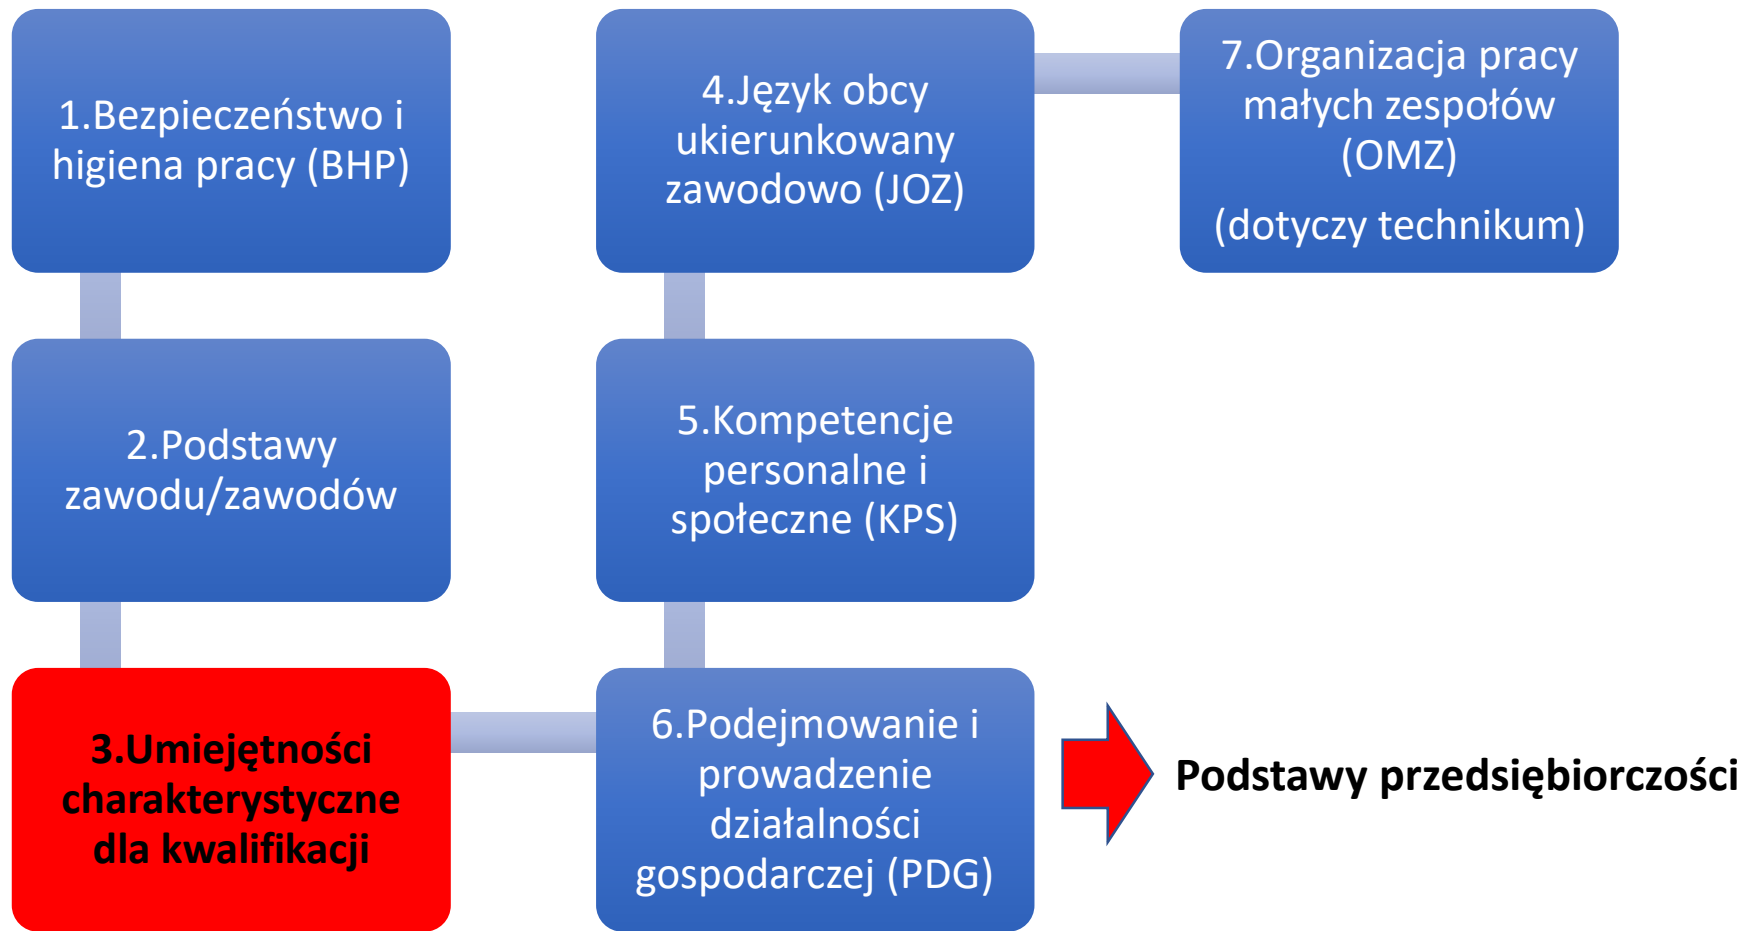 1.Bezpieczeństwo i
higiena pracy (BHP)
2.Podstawy
zawodu/zawodów
3.Umiejętności
charakterystyczne
dla kwalifikacji
4.Język obcy
ukierunkowany
zawodowo (JOZ)
5.Kompetencje
personalne i
społeczne (KPS)
6.Podejmowanie i
prowadzenie
działalności
gospodarczej (PDG)
7.Organizacja pracy
małych zespołów
(OMZ)
(dotyczy technikum)
Podstawy przedsiębiorczości